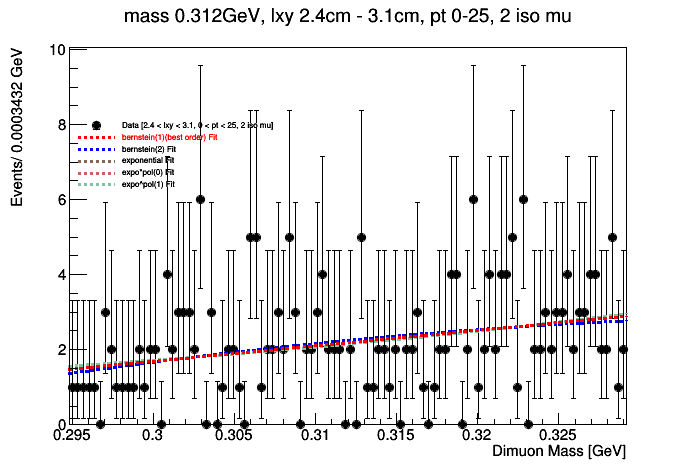 mass 0.312GeV, lxy 2.4cm - 3.1cm, pt 0-25, 2 iso mu
Events/ 0.0003432 GeV
10
8
6
4
2
0
Data [2.4 < lxy < 3.1, 0 < pt < 25, 2 iso mu]
bernstein(1)(best order) Fit
bernstein(2) Fit
exponential Fit
expo*pol(0) Fit
expo*pol(1) Fit
0.295 0.3 0.305 0.31 0.315 0.32 0.325
Dimuon Mass [GeV]